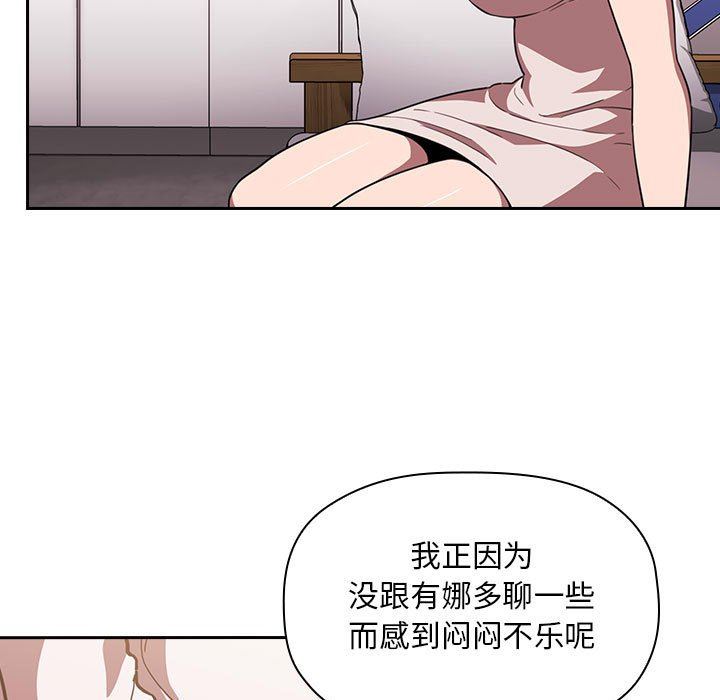 我正因为
没跟有娜多聊一些
而感到闷闷不乐呢